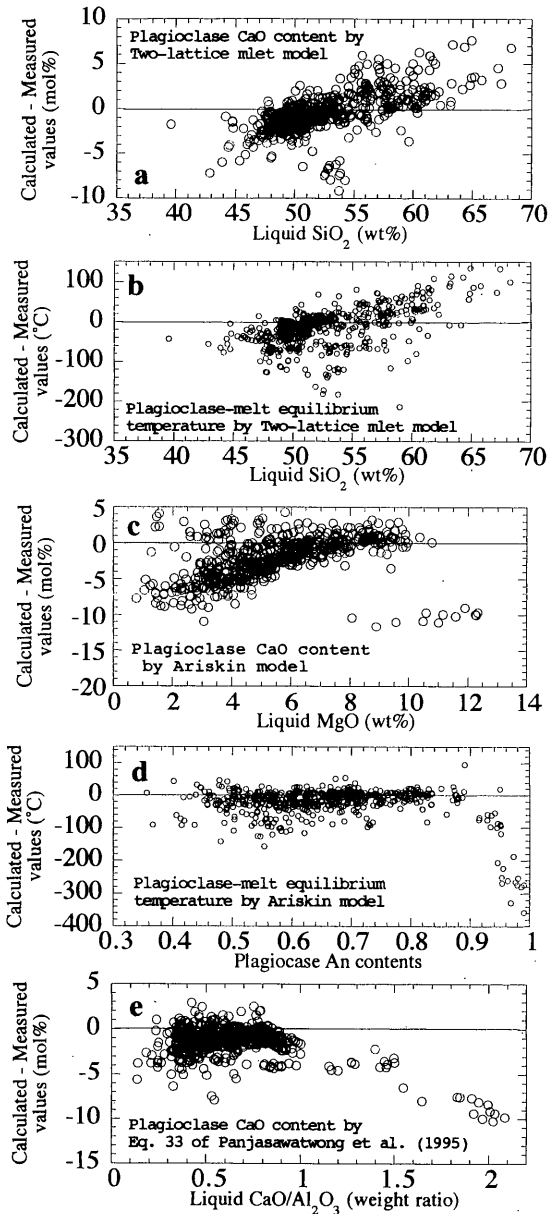 Calculated - Measured
values (mol%)
10
5
0
-5
-10
Plagioclase CaO content by
Two-lattice mlet model
a
35 40 45 50 55 60 65 70
Liquid SiO₂ (wt%)
Calculated - Measured
values (°C)
100
0
-100
-200
-300
b
Plagioclase-melt equilibrium
temperature by Two-lattice mlet model
35 40 45 50 55 60 65 70
Liquid SiO₂ (wt%)
Calculated - Measured
values (mol%)
5
0
-5
-10
-15
-20
c
Plagioclase CaO content
by Ariskin model
0 2 4 6 8 10 12 14
Liquid MgO (wt%)
Calculated - Measured
values (°C)
100
0
-100
-200
-300
-400
d
Plagioclase-melt equilibrium
temperature by Ariskin model
0.3 0.4 0.5 0.6 0.7 0.8 0.9 1
Plagiocase An contents
Calculated - Measured
values (mol%)
5
0
-5
-10
-15
e
Plagioclase CaO content by
Eq. 33 of Panjasawatwong et al. (1995)
0 0.5 1 1.5 2
Liquid CaO/Al₂O₃ (weight ratio)